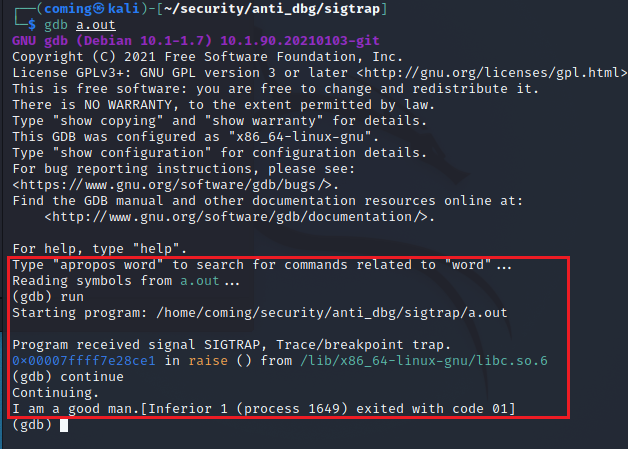 ┌──(coming㉿kali)-[~/security/anti_dbg/sigtrap]
└─$ gdb a.out
GNU gdb (Debian 10.1-1.7) 10.1.90.20210103-git
Copyright (C) 2021 Free Software Foundation, Inc.
License GPLv3+: GNU GPL version 3 or later <http://gnu.org/licenses/gpl.html>
This is free software: you are free to change and redistribute it.
There is NO WARRANTY, to the extent permitted by law.
Type "show copying" and "show warranty" for details.
This GDB was configured as "x86_64-linux-gnu".
Type "show configuration" for configuration details.
For bug reporting instructions, please see:
<https://www.gnu.org/software/gdb/bugs/>.
Find the GDB manual and other documentation resources online at:
    <http://www.gnu.org/software/gdb/documentation/>.

For help, type "help".
Type "apropos word" to search for commands related to "word"...
Reading symbols from a.out...
(gdb) run
Starting program: /home/coming/security/anti_dbg/sigtrap/a.out

Program received signal SIGTRAP, Trace/breakpoint trap.
0x00007ffff7e28ce1 in raise () from /lib/x86_64-linux-gnu/libc.so.6
(gdb) continue
Continuing.
I am a good man.[Inferior 1 (process 1649) exited with code 01]
(gdb)